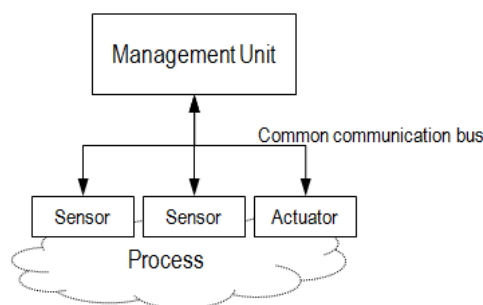 Management Unit
Common communication bus
Sensor
Sensor
Actuator
Process